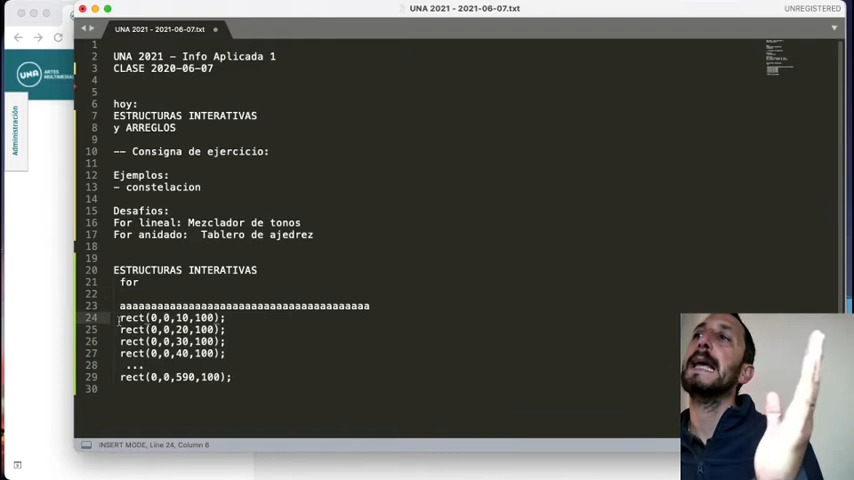 UNA 2021 - 2021-06-07.txt
UNREGISTERED
UNA 2021 - 2021-06-07.txt
UNA
ARTES
MULTIMEDIA
Administración
1
2 UNA 2021 - Info Aplicada 1
3 CLASE 2020-06-07
4
5
6 hoy:
7 ESTRUCTURAS INTERATIVAS
8 y ARREGLOS
9
10 -- Consigna de ejercicio:
11
12 Ejemplos:
13 - constelacion
14
15 Desafios:
16 For lineal: Mezclador de tonos
17 For anidado: Tablero de ajedrez
18
19
20 ESTRUCTURAS INTERATIVAS
21 for
22
23 aaaaaaaaaaaaaaaaaaaaaaaaaaaaaaaaaaaaaaaa
24 rect(0,0,10,100);
25 rect(0,0,20,100);
26 rect(0,0,30,100);
27 rect(0,0,40,100);
28 ...
29 rect(0,0,590,100);
30
INSERT MODE, Line 24, Column 6